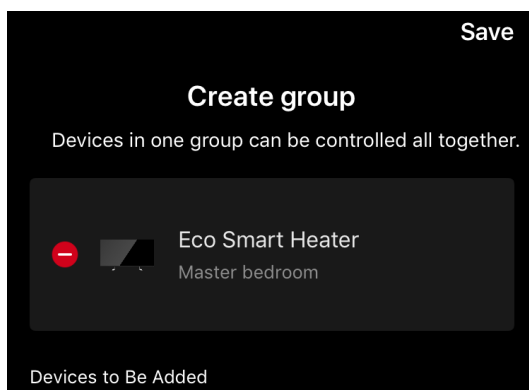 Save
Create group
Devices in one group can be controlled all together.
Eco Smart Heater
Master bedroom
Devices to Be Added